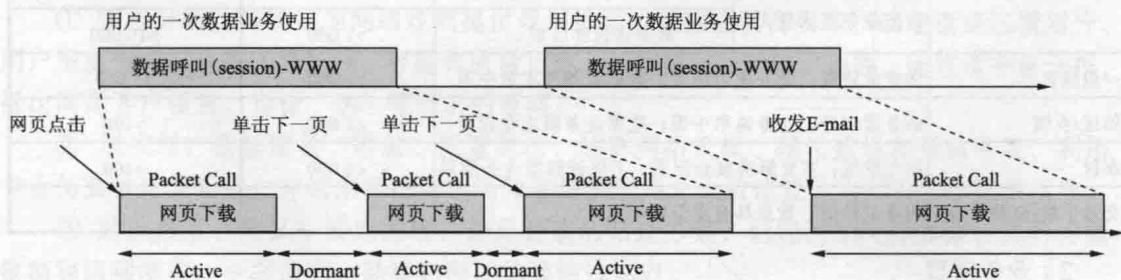 用户的一次数据业务使用 用户的一次数据业务使用
数据呼叫(session)-WWW 数据呼叫(session)-WWW
网页点击 单击下一页 单击下一页 收发E-mail
Packet Call Packet Call Packet Call Packet Call
网页下载 网页下载 网页下载 网页下载
Active Dormant Active Dormant Active Active